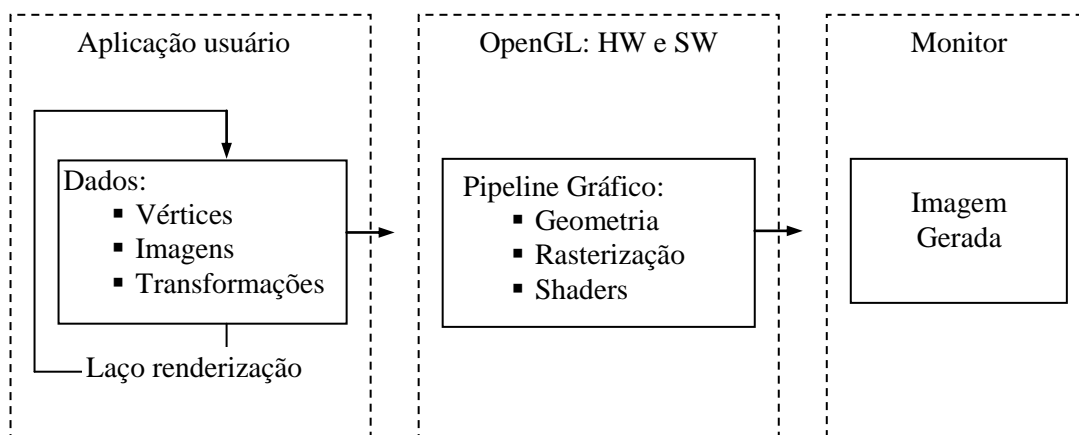 Aplicação usuário
Dados:
▪ Vértices
▪ Imagens
▪ Transformações
Laço renderização
OpenGL: HW e SW
Pipeline Gráfico:
▪ Geometria
▪ Rasterização
▪ Shaders
Monitor
Imagem
Gerada